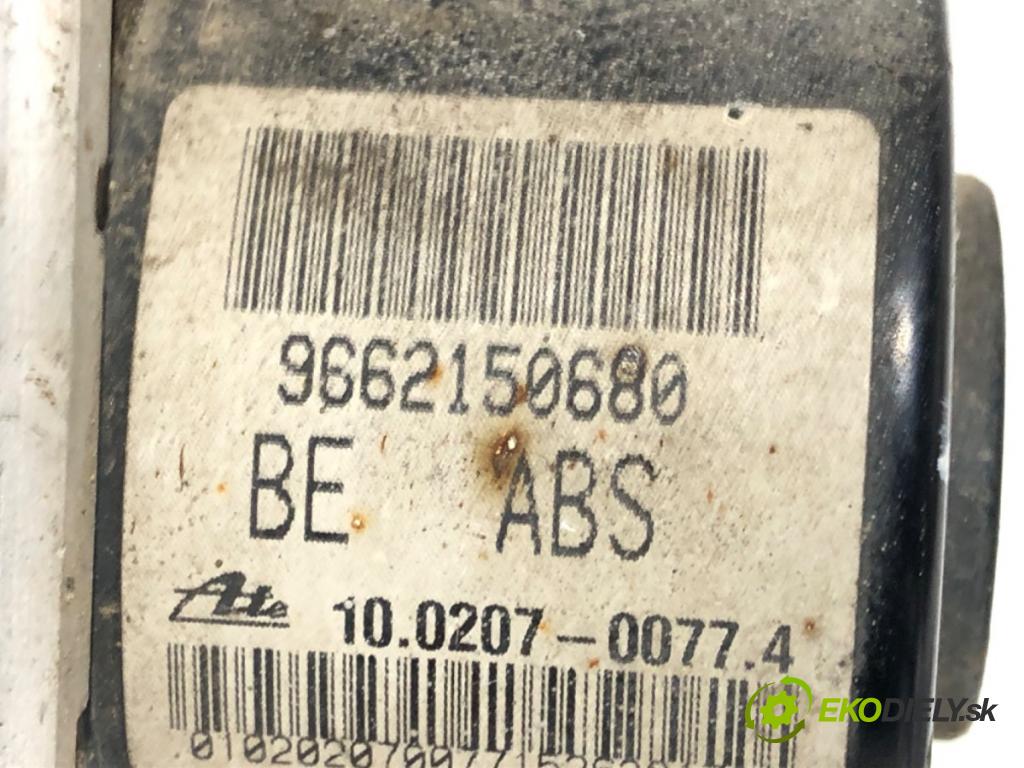 9662150680
BE ABS
Ate 10.0207-0077.4
EKODIELY.sk